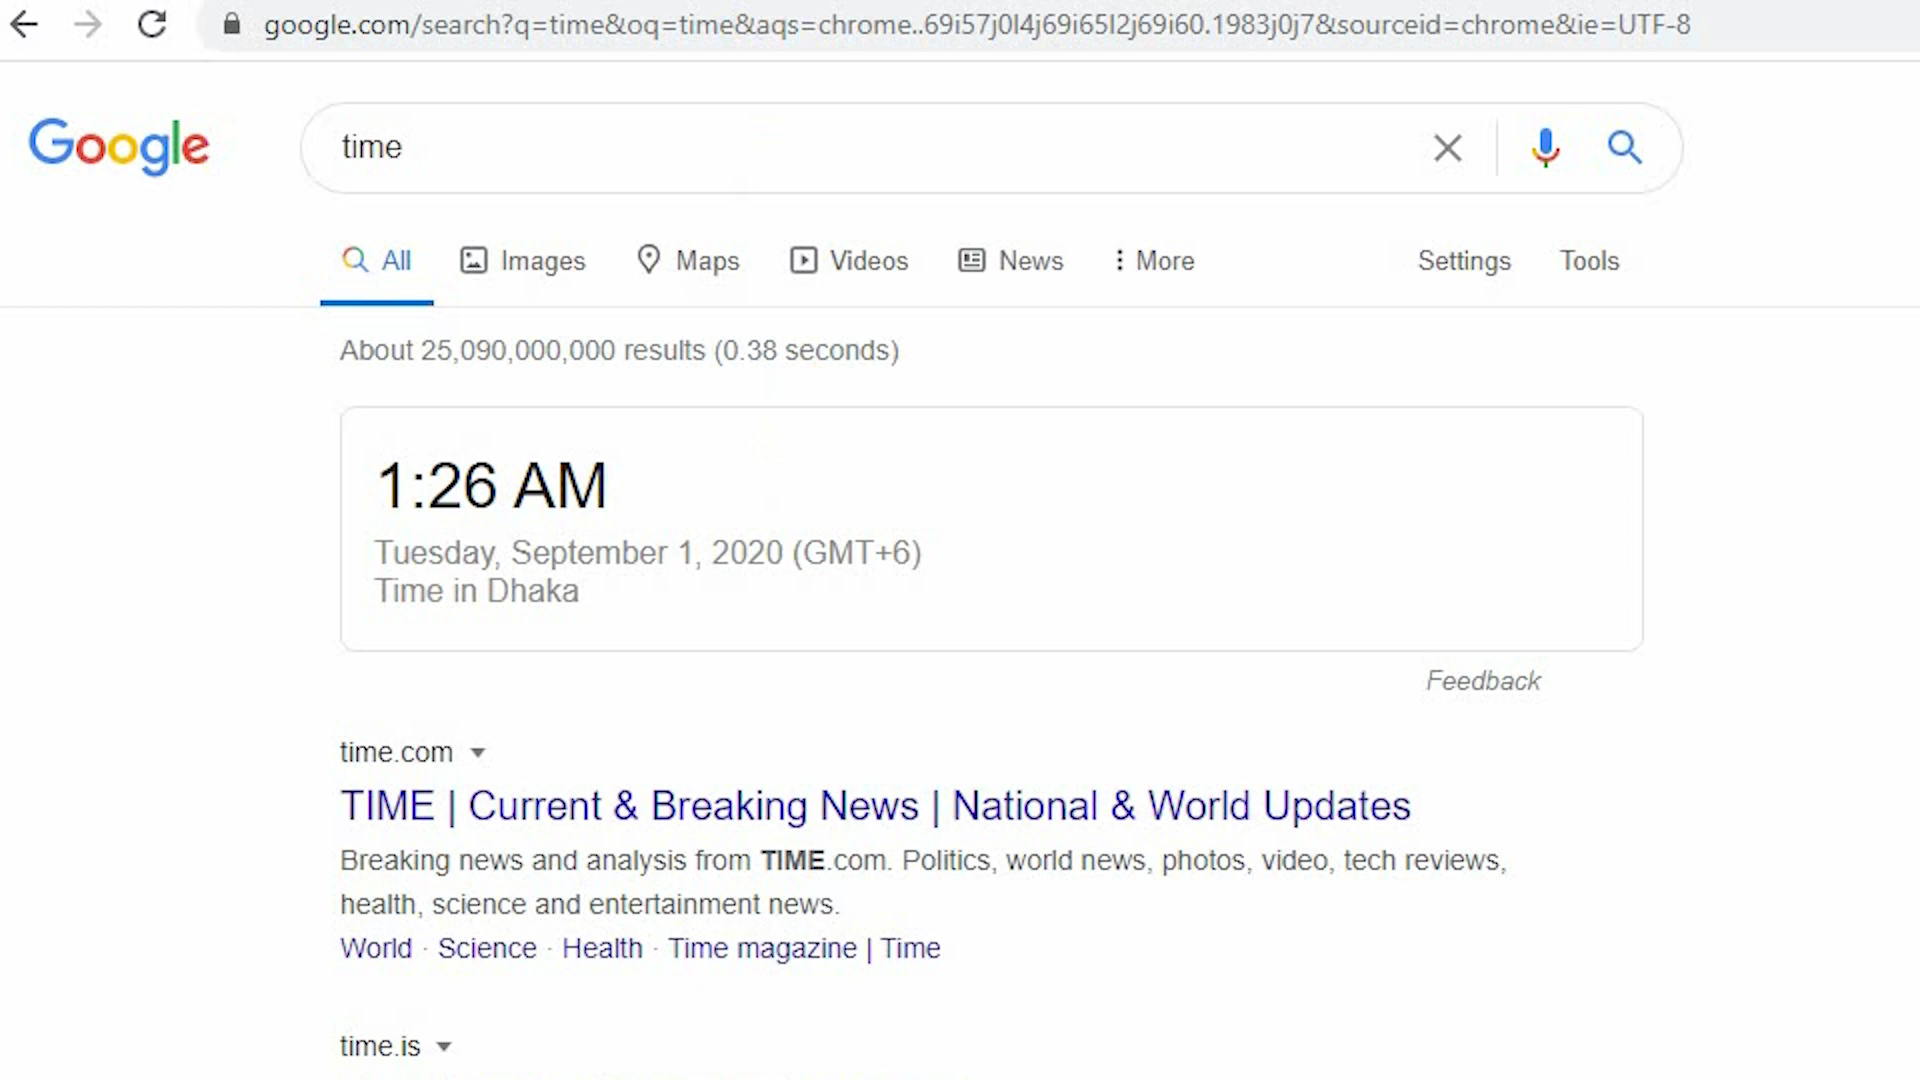 google.com/search?q=time&oq=time&aqs=chrome..69i57j0l4j69i65l2j69i60.1983j0j7&sourceid=chrome&ie=UTF-8
Google
time
All Images Maps Videos News More Settings Tools
About 25,090,000,000 results (0.38 seconds)
1:26 AM
Tuesday, September 1, 2020 (GMT+6)
Time in Dhaka
Feedback
time.com
TIME | Current & Breaking News | National & World Updates
Breaking news and analysis from TIME.com. Politics, world news, photos, video, tech reviews,
health, science and entertainment news.
World · Science · Health · Time magazine | Time
time.is